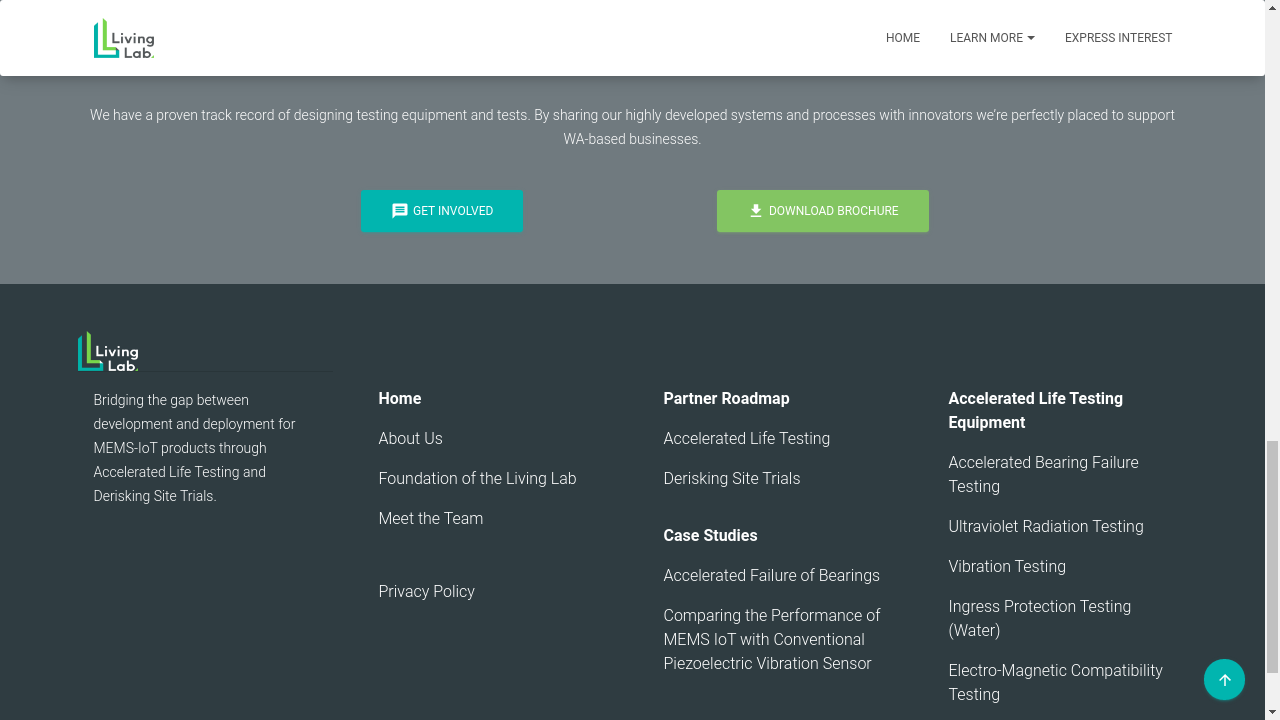 Living
Lab.
HOME
LEARN MORE
EXPRESS INTEREST
We have a proven track record of designing testing equipment and tests. By sharing our highly developed systems and processes with innovators we're perfectly placed to support
WA-based businesses.
GET INVOLVED
DOWNLOAD BROCHURE
Living
Lab.
Bridging the gap between
development and deployment for
MEMS-IoT products through
Accelerated Life Testing and
Derisking Site Trials.
Home
About Us
Foundation of the Living Lab
Meet the Team
Privacy Policy
Partner Roadmap
Accelerated Life Testing
Derisking Site Trials
Case Studies
Accelerated Failure of Bearings
Comparing the Performance of
MEMS IoT with Conventional
Piezoelectric Vibration Sensor
Accelerated Life Testing
Equipment
Accelerated Bearing Failure
Testing
Ultraviolet Radiation Testing
Vibration Testing
Ingress Protection Testing
(Water)
Electro-Magnetic Compatibility
Testing